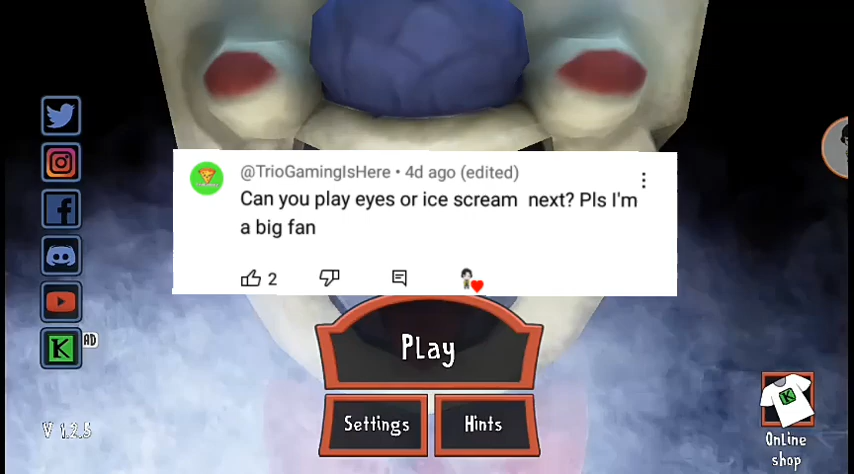 @TrioGamingIsHere • 4d ago (edited)
Can you play eyes or ice scream next? Pls I'm
a big fan
2
Play
K AD
Settings Hints
V 1.2.5
K
Online
shop